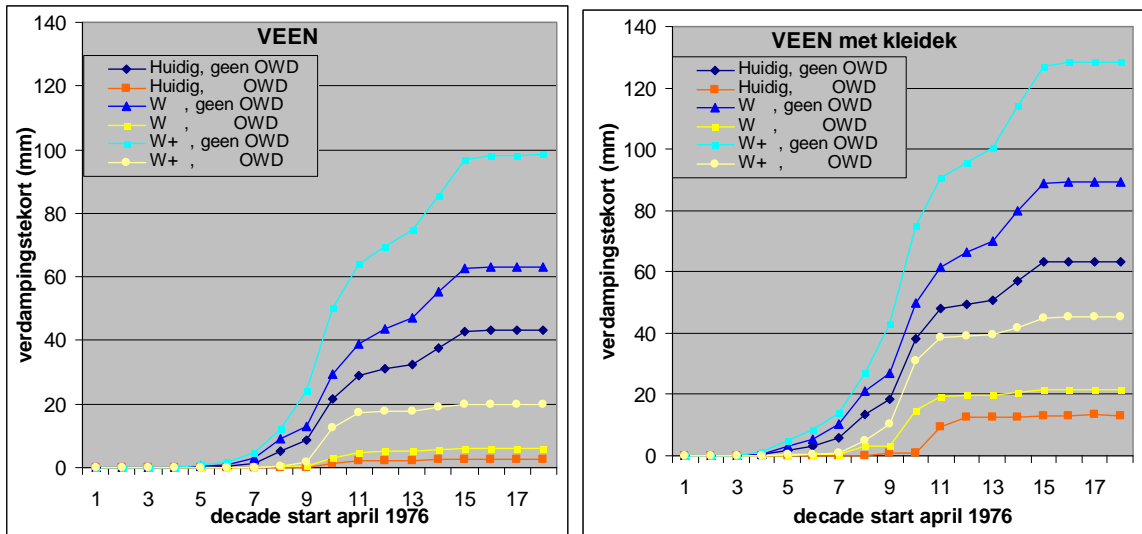 VEEN
140
120
100
80
60
40
20
0
verdampingstekort (mm)
Huidig, geen OWD
Huidig, OWD
W , geen OWD
W , OWD
W+ , geen OWD
W+ , OWD
1 3 5 7 9 11 13 15 17
decade start april 1976
VEEN met kleidek
140
120
100
80
60
40
20
0
verdampingstekort (mm)
Huidig, geen OWD
Huidig, OWD
W , geen OWD
W , OWD
W+ , geen OWD
W+ , OWD
1 3 5 7 9 11 13 15 17
decade start april 1976